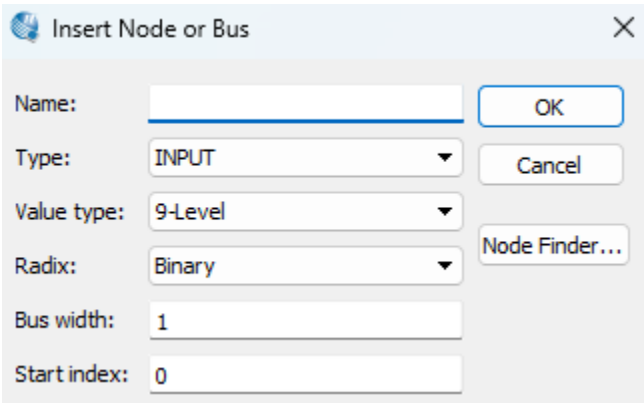 Insert Node or Bus
Name:
OK
Type: INPUT
Cancel
Value type: 9-Level
Node Finder...
Radix: Binary
Bus width: 1
Start index: 0